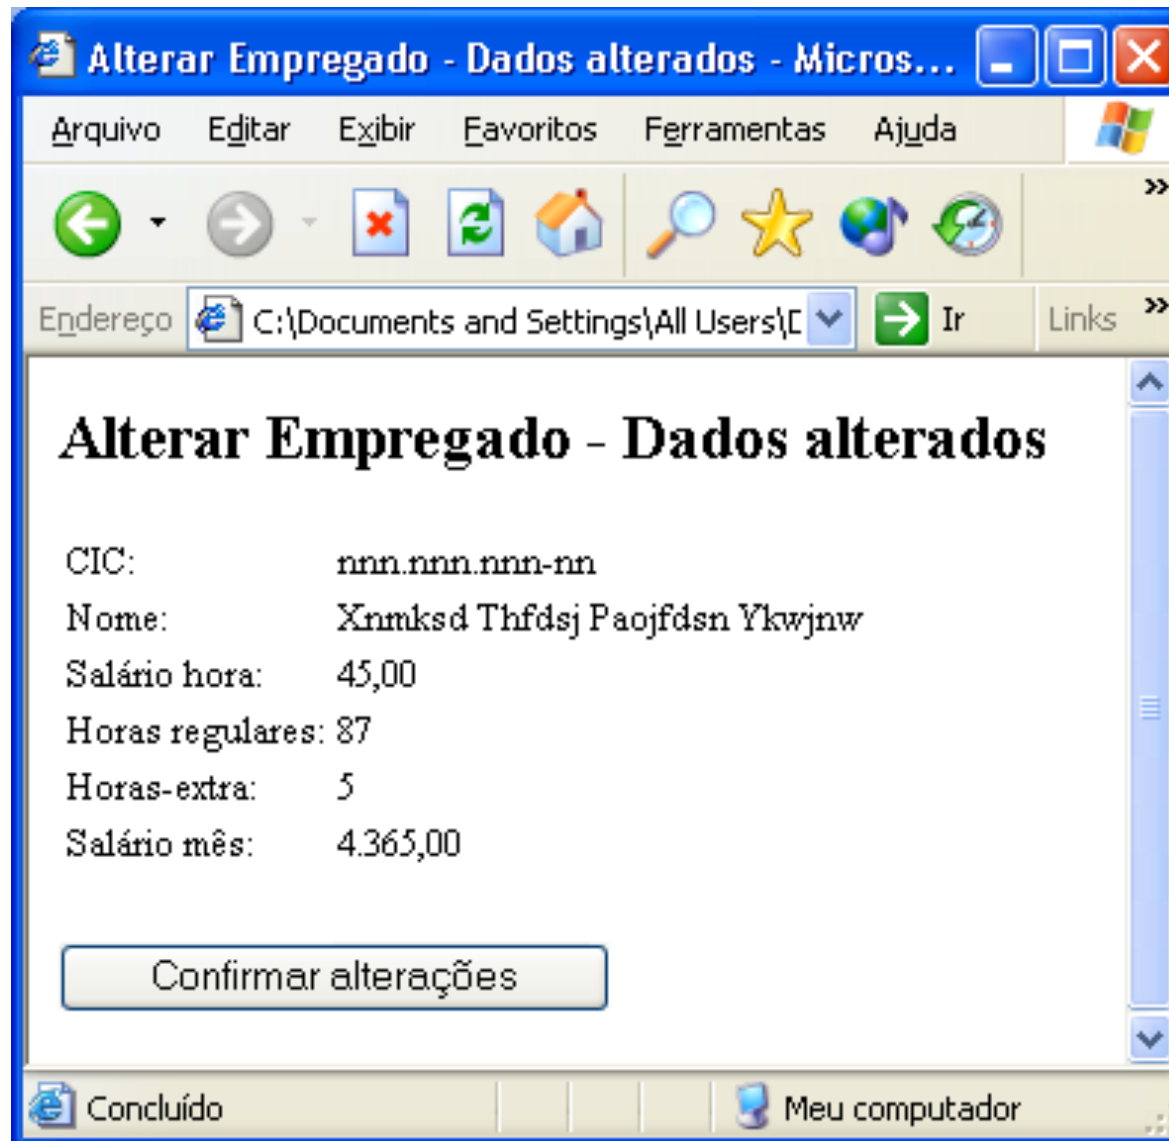 Alterar Empregado - Dados alterados - Micros...
Arquivo Editar Exibir Favoritos Ferramentas Ajuda
»
Endereço C:\Documents and Settings\All Users\D Ir Links »
Alterar Empregado - Dados alterados
CIC: nnn.nnn.nnn-nn
Nome: Xnmksd Thfdsj Paojfdsn Ykwjnw
Salário hora: 45,00
Horas regulares: 87
Horas-extra: 5
Salário mês: 4.365,00
Confirmar alterações
Concluído Meu computador